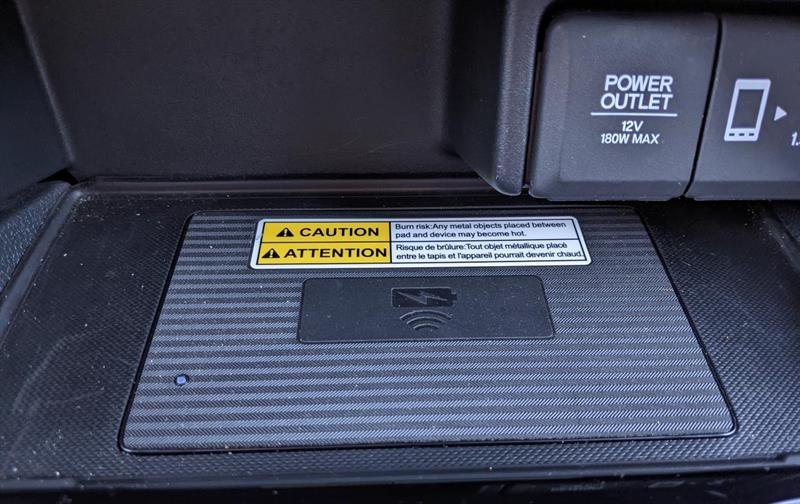 POWER
OUTLET
12V
180W MAX
CAUTION
Burn risk:Any metal objects placed between
pad and device may become hot.
ATTENTION
Risque de brûlure:Tout objet métallique placé
entre le tapis et l'appareil pourrait devenir chaud.